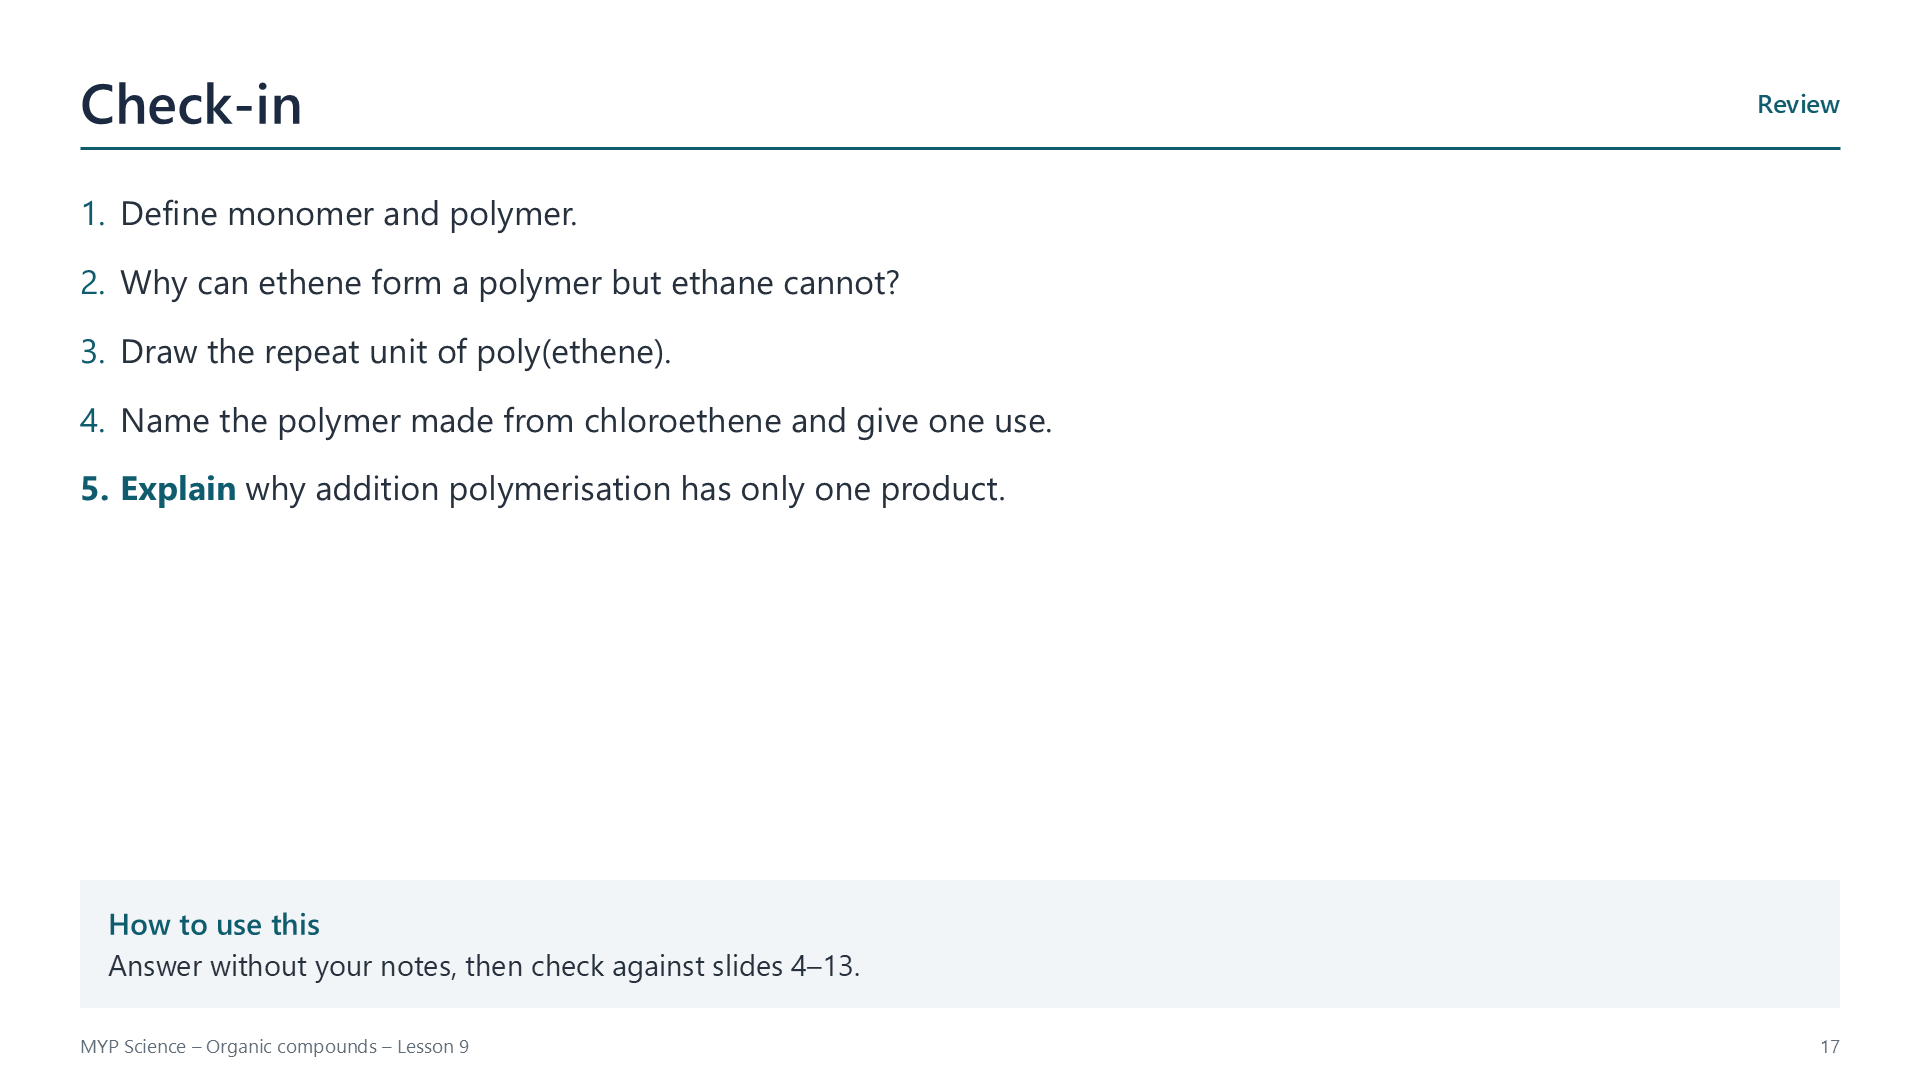 Check-in
Review
1. Define monomer and polymer.
2. Why can ethene form a polymer but ethane cannot?
3. Draw the repeat unit of poly(ethene).
4. Name the polymer made from chloroethene and give one use.
5. Explain why addition polymerisation has only one product.
How to use this
Answer without your notes, then check against slides 4–13.
MYP Science – Organic compounds – Lesson 9
17